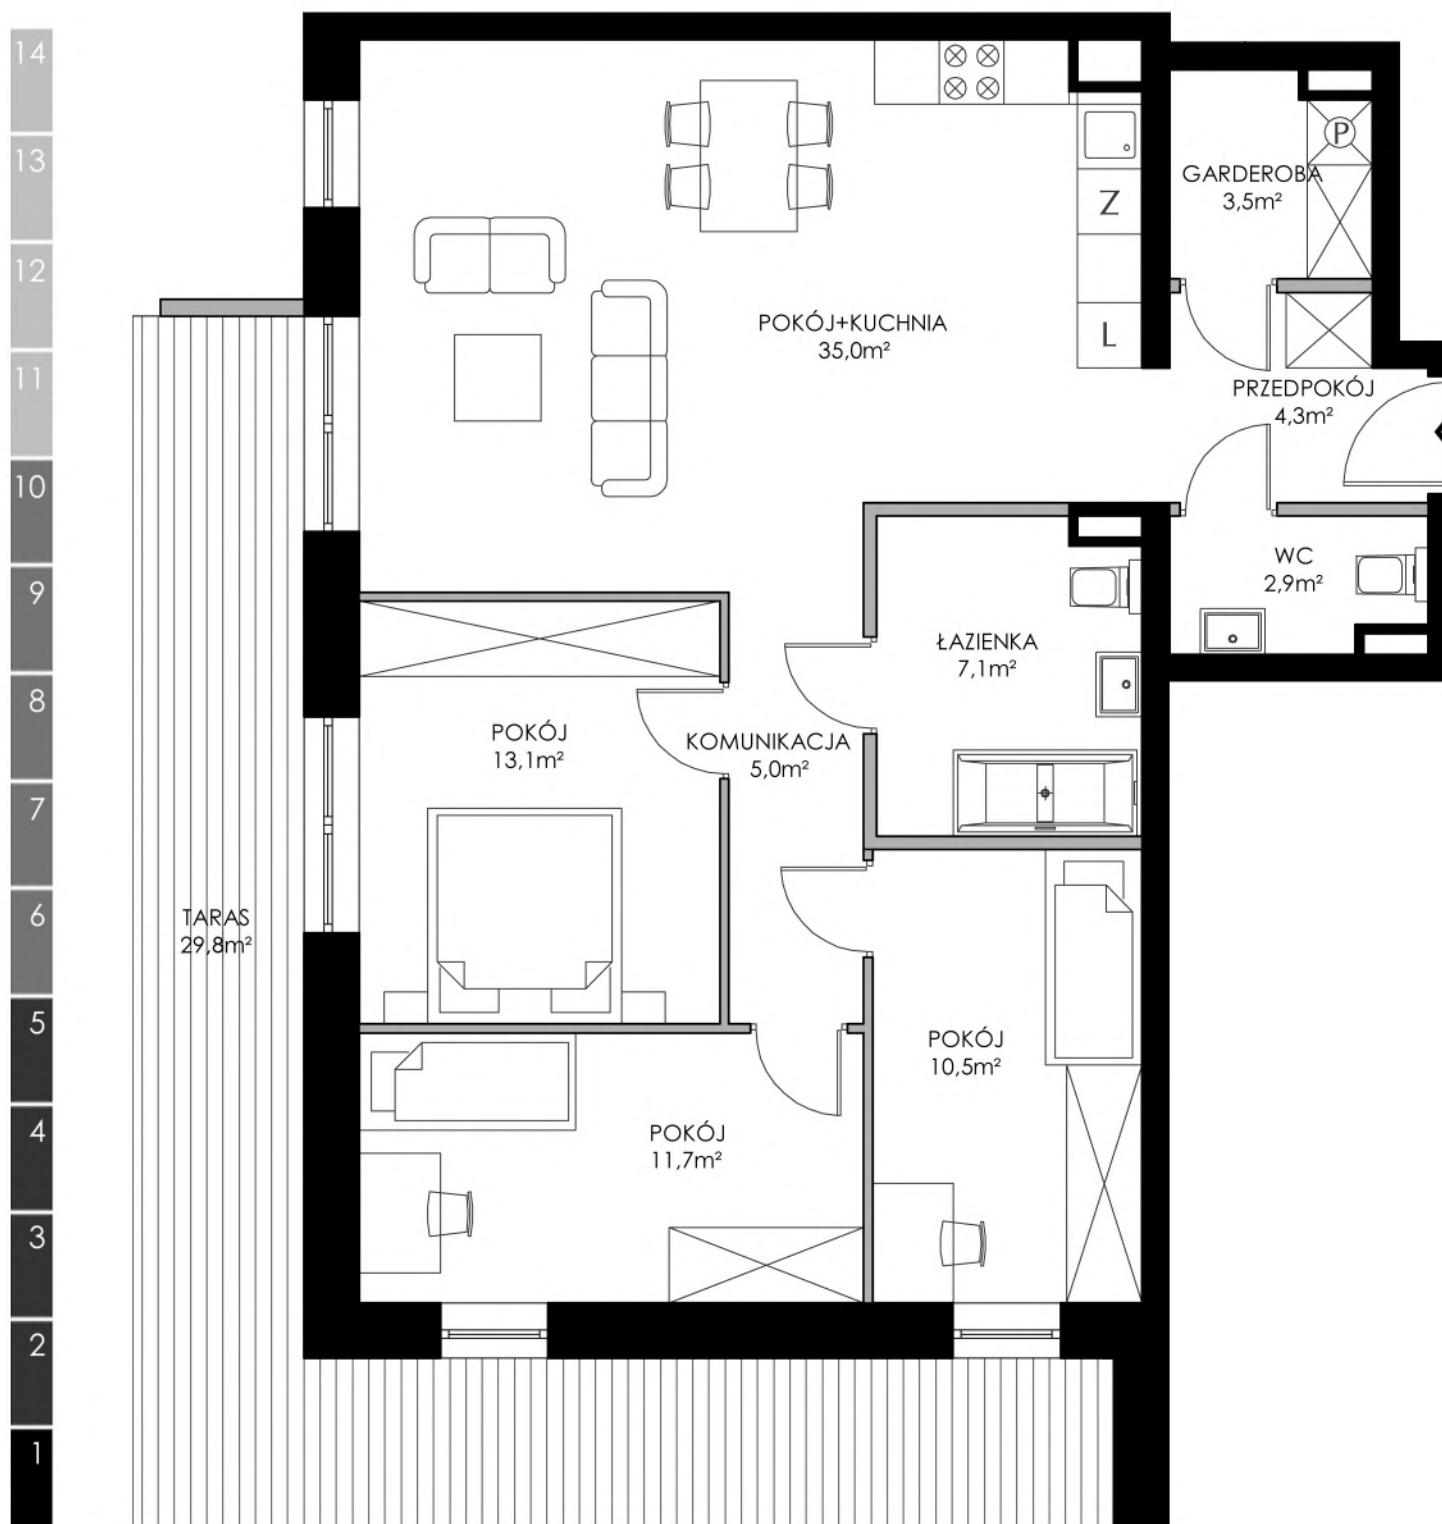 14
13
12
11
10
9
8
7
6
5
4
3
2
1
P
GARDEROBA
3,5m²
Z
L
POKÓJ+KUCHNIA
35,0m²
PRZEDPOKÓJ
4,3m²
WC
2,9m²
ŁAZIENKA
7,1m²
POKÓJ
13,1m²
KOMUNIKACJA
5,0m²
TARAS
29,8m²
POKÓJ
10,5m²
POKÓJ
11,7m²